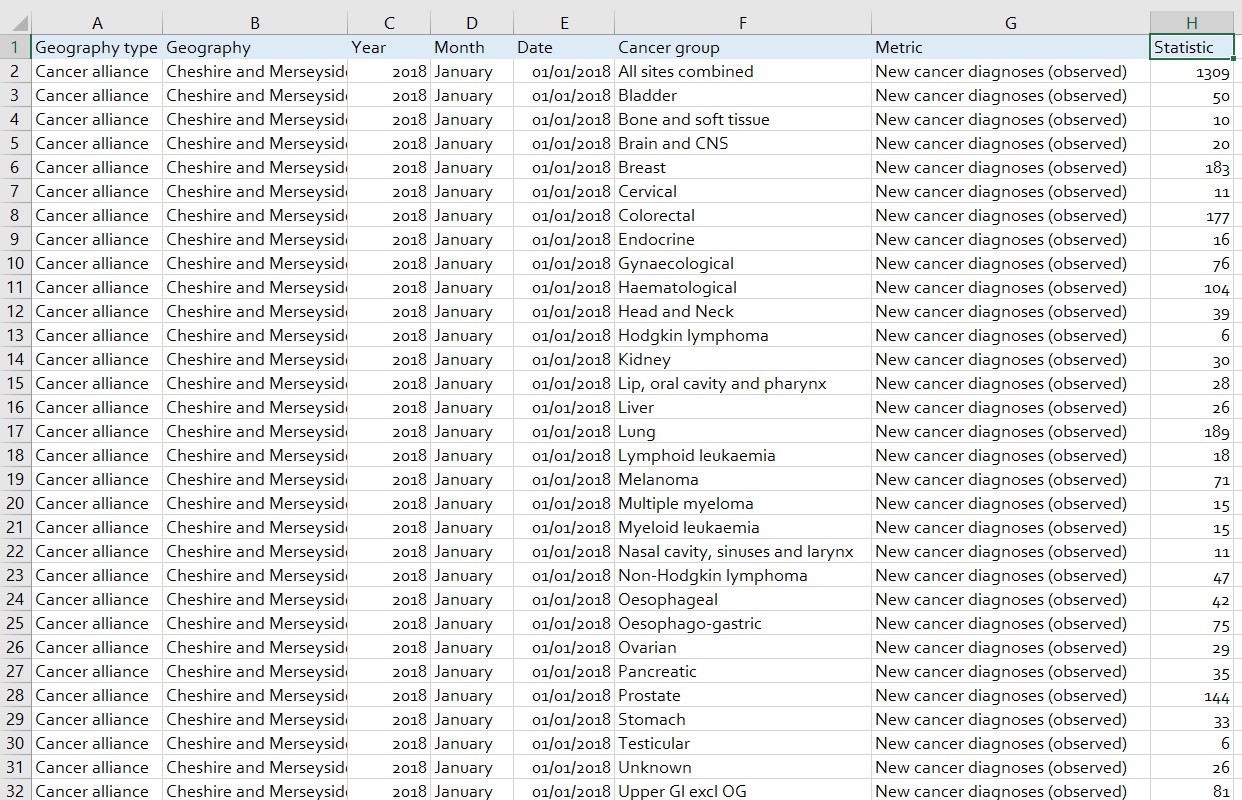 A B C D E F G H
1 Geography type Geography Year Month Date Cancer group Metric Statistic
2 Cancer alliance Cheshire and Merseysid 2018 January 01/01/2018 All sites combined New cancer diagnoses (observed) 1309
3 Cancer alliance Cheshire and Merseysid 2018 January 01/01/2018 Bladder New cancer diagnoses (observed) 50
4 Cancer alliance Cheshire and Merseysid 2018 January 01/01/2018 Bone and soft tissue New cancer diagnoses (observed) 10
5 Cancer alliance Cheshire and Merseysid 2018 January 01/01/2018 Brain and CNS New cancer diagnoses (observed) 20
6 Cancer alliance Cheshire and Merseysid 2018 January 01/01/2018 Breast New cancer diagnoses (observed) 183
7 Cancer alliance Cheshire and Merseysid 2018 January 01/01/2018 Cervical New cancer diagnoses (observed) 11
8 Cancer alliance Cheshire and Merseysid 2018 January 01/01/2018 Colorectal New cancer diagnoses (observed) 177
9 Cancer alliance Cheshire and Merseysid 2018 January 01/01/2018 Endocrine New cancer diagnoses (observed) 16
10 Cancer alliance Cheshire and Merseysid 2018 January 01/01/2018 Gynaecological New cancer diagnoses (observed) 76
11 Cancer alliance Cheshire and Merseysid 2018 January 01/01/2018 Haematological New cancer diagnoses (observed) 104
12 Cancer alliance Cheshire and Merseysid 2018 January 01/01/2018 Head and Neck New cancer diagnoses (observed) 39
13 Cancer alliance Cheshire and Merseysid 2018 January 01/01/2018 Hodgkin lymphoma New cancer diagnoses (observed) 6
14 Cancer alliance Cheshire and Merseysid 2018 January 01/01/2018 Kidney New cancer diagnoses (observed) 30
15 Cancer alliance Cheshire and Merseysid 2018 January 01/01/2018 Lip, oral cavity and pharynx New cancer diagnoses (observed) 28
16 Cancer alliance Cheshire and Merseysid 2018 January 01/01/2018 Liver New cancer diagnoses (observed) 26
17 Cancer alliance Cheshire and Merseysid 2018 January 01/01/2018 Lung New cancer diagnoses (observed) 189
18 Cancer alliance Cheshire and Merseysid 2018 January 01/01/2018 Lymphoid leukaemia New cancer diagnoses (observed) 18
19 Cancer alliance Cheshire and Merseysid 2018 January 01/01/2018 Melanoma New cancer diagnoses (observed) 71
20 Cancer alliance Cheshire and Merseysid 2018 January 01/01/2018 Multiple myeloma New cancer diagnoses (observed) 15
21 Cancer alliance Cheshire and Merseysid 2018 January 01/01/2018 Myeloid leukaemia New cancer diagnoses (observed) 15
22 Cancer alliance Cheshire and Merseysid 2018 January 01/01/2018 Nasal cavity, sinuses and larynx New cancer diagnoses (observed) 11
23 Cancer alliance Cheshire and Merseysid 2018 January 01/01/2018 Non-Hodgkin lymphoma New cancer diagnoses (observed) 47
24 Cancer alliance Cheshire and Merseysid 2018 January 01/01/2018 Oesophageal New cancer diagnoses (observed) 42
25 Cancer alliance Cheshire and Merseysid 2018 January 01/01/2018 Oesophago-gastric New cancer diagnoses (observed) 75
26 Cancer alliance Cheshire and Merseysid 2018 January 01/01/2018 Ovarian New cancer diagnoses (observed) 29
27 Cancer alliance Cheshire and Merseysid 2018 January 01/01/2018 Pancreatic New cancer diagnoses (observed) 35
28 Cancer alliance Cheshire and Merseysid 2018 January 01/01/2018 Prostate New cancer diagnoses (observed) 144
29 Cancer alliance Cheshire and Merseysid 2018 January 01/01/2018 Stomach New cancer diagnoses (observed) 33
30 Cancer alliance Cheshire and Merseysid 2018 January 01/01/2018 Testicular New cancer diagnoses (observed) 6
31 Cancer alliance Cheshire and Merseysid 2018 January 01/01/2018 Unknown New cancer diagnoses (observed) 26
32 Cancer alliance Cheshire and Merseysid 2018 January 01/01/2018 Upper GI excl OG New cancer diagnoses (observed) 81